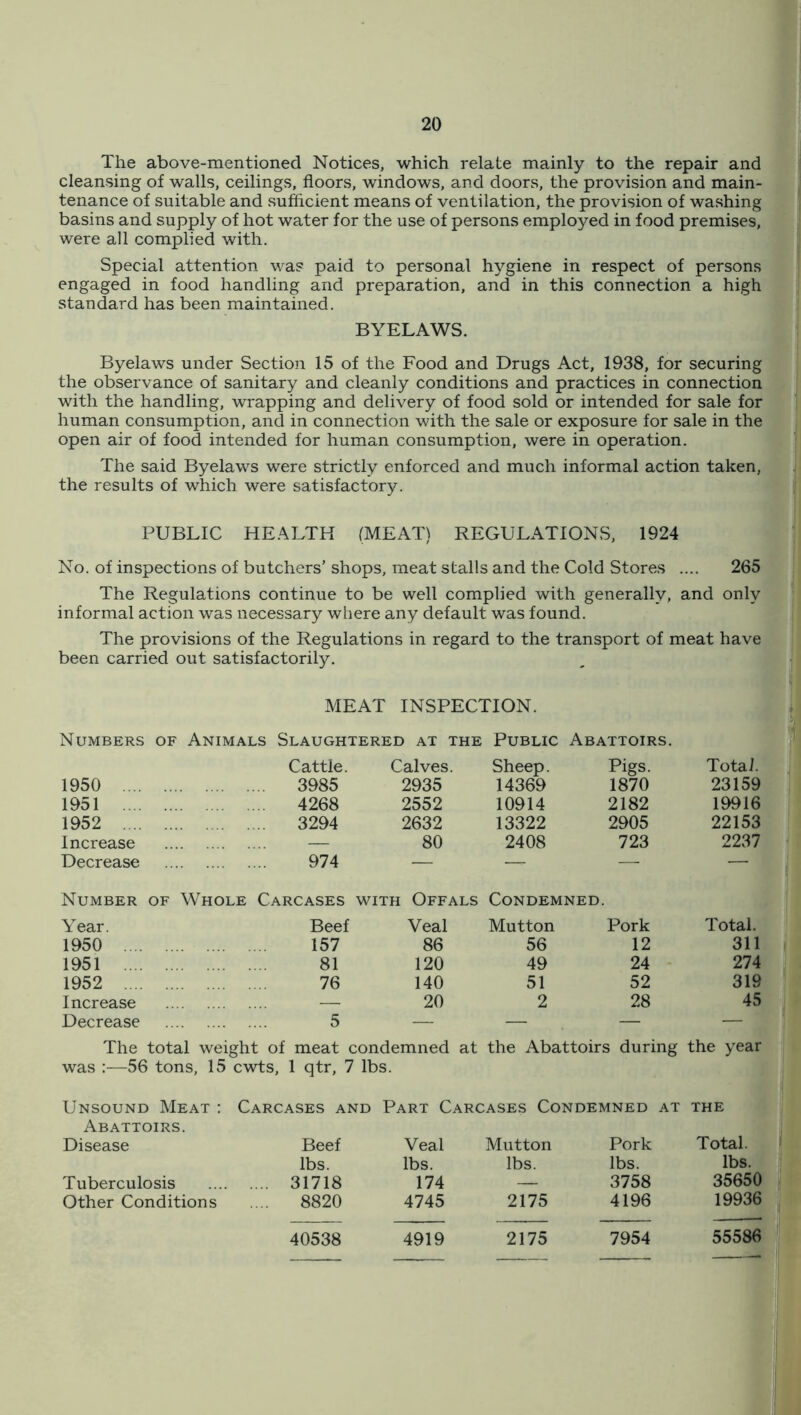 20
The above-mentioned Notices, which relate mainly to the repair and
cleansing of walls, ceilings, floors, windows, and doors, the provision and main-
tenance of suitable and sufficient means of ventilation, the provision of washing
basins and supply of hot water for the use of persons employed in food premises,
were all complied with.
Special attention was paid to personal hygiene in respect of persons
engaged in food handling and preparation, and in this connection a high
standard has been maintained.
BYELAWS.
Byelaws under Section 15 of the Food and Drugs Act, 1938, for securing
the observance of sanitary and cleanly conditions and practices in connection
with the handling, wrapping and delivery of food sold or intended for sale for
human consumption, and in connection with the sale or exposure for sale in the
open air of food intended for human consumption, were in operation.
The said Byelaws were strictly enforced and much informal action taken,
the results of which were satisfactory.
PUBLIC HEALTH (MEAT) REGULATIONS, 1924
No. of inspections of butchers' shops, meat stalls and the Cold Stores .... 265
The Regulations continue to be well complied with generally, and only
informal action was necessary where any default was found.
The provisions of the Regulations in regard to the transport of meat have
been carried out satisfactorily.
MEAT INSPECTION.
Numbers of Animals Slaughtered at the Public Abattoirs.
Cattle. Calves. Sheep. Pigs. Total.
1950 .... .... .... .... 3985 2935 14369 1870 23159
1951 .... .... .... .... 4268 2552 10914 2182 19916
1952 .... .... .... .... 3294 2632 13322 2905 22153
Increase .... .... .... — 80 2408 723 2237
Decrease .... .... .... 974 — — — —
Number of Whole Carcases with Offals Condemned.
Year. Beef Veal Mutton Pork Total.
1950 .... .... .... .... 157 86 56 12 311
1951 .... .... .... .... 81 120 49 24 274
1952 .... .... .... .... 76 140 51 52 319
Increase .... .... .... — 20 2 28 45
Decrease .... .... .... 5 — — — —
The total weight of meat condemned at the Abattoirs during the year
was :—56 tons, 15 cwts, 1 qtr, 7 lbs.
Unsound Meat : Carcases and Part Carcases Condemned at the
Abattoirs.
Disease Beef Veal Mutton Pork Total.
lbs. lbs. lbs. lbs. lbs.
Tuberculosis .... .... 31718 174 — 3758 35650
Other Conditions .... 8820 4745 2175 4196 19936
40538 4919 2175 7954 55586